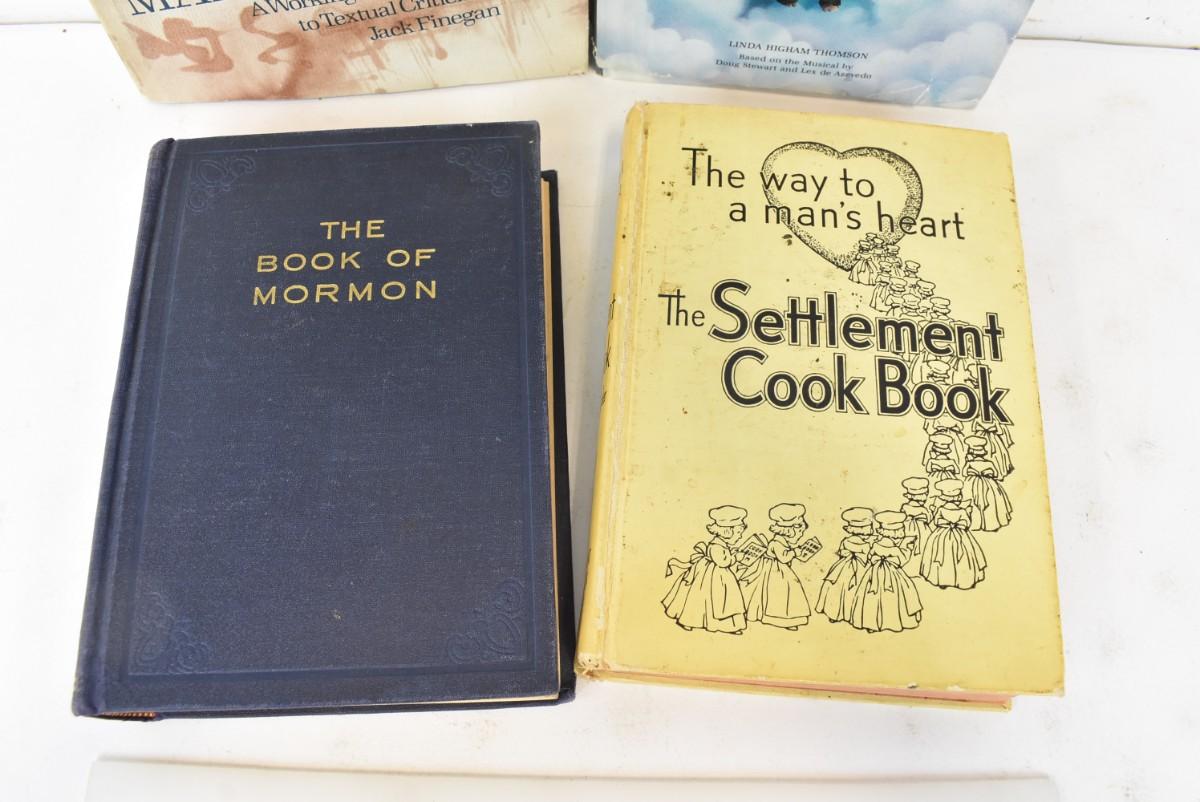 A Working
to Textual Critic
Jack Finegan
LINDA HIGHAM THOMSON
Based on the Musical by
Doug Stewart and Lex de Azevedo
THE
BOOK OF
MORMON
The way to
a man's heart
The Settlement
Cook Book